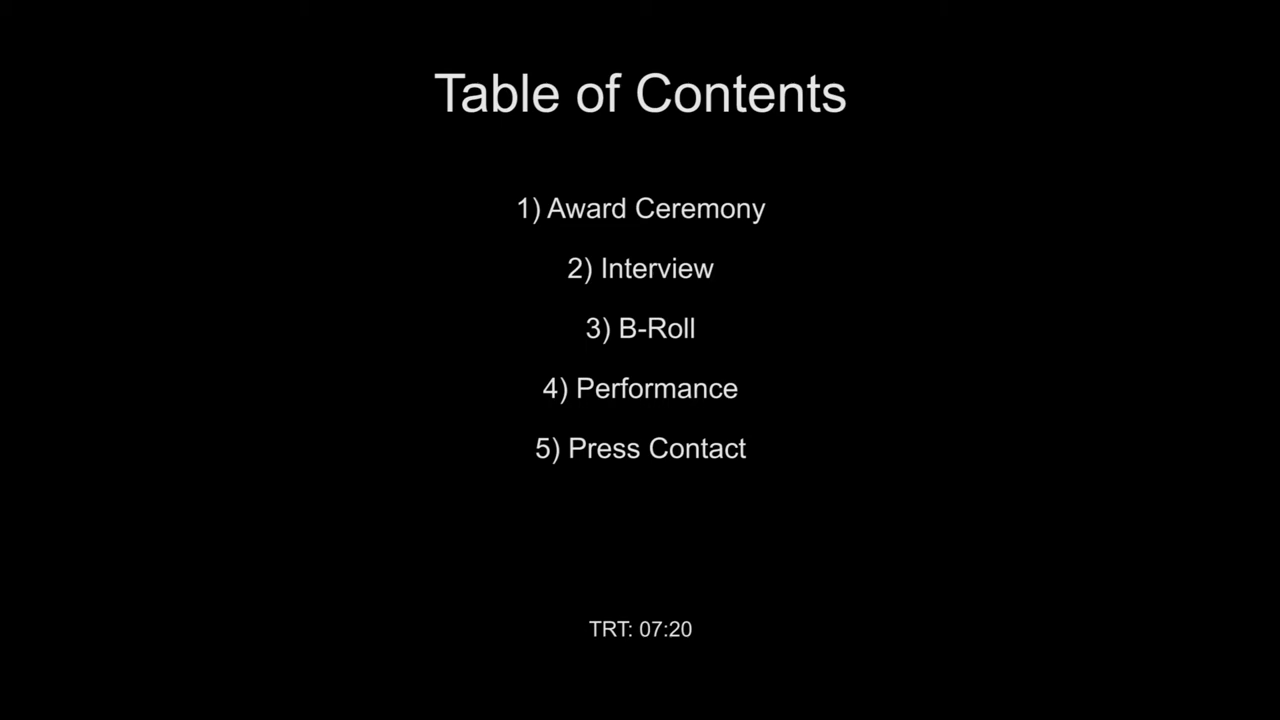 Table of Contents
1) Award Ceremony
2) Interview
3) B-Roll
4) Performance
5) Press Contact
TRT: 07:20